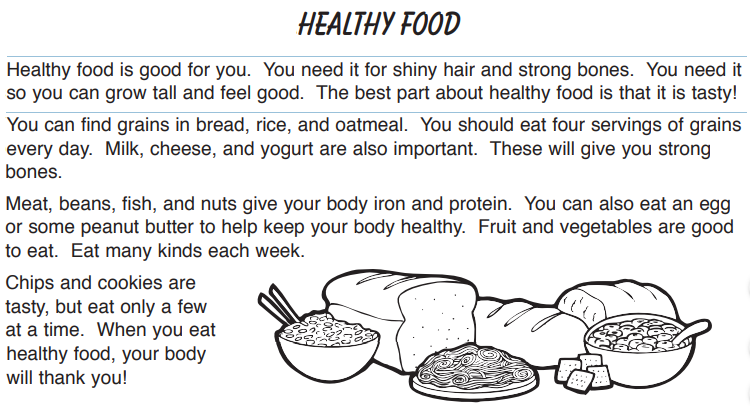 HEALTHY FOOD
Healthy food is good for you.  You need it for shiny hair and strong bones.  You need it
so you can grow tall and feel good.  The best part about healthy food is that it is tasty!
You can find grains in bread, rice, and oatmeal.  You should eat four servings of grains
every day.  Milk, cheese, and yogurt are also important.  These will give you strong
bones.
Meat, beans, fish, and nuts give your body iron and protein.  You can also eat an egg
or some peanut butter to help keep your body healthy.  Fruit and vegetables are good
to eat.  Eat many kinds each week.
Chips and cookies are
tasty, but eat only a few
at a time.  When you eat
healthy food, your body
will thank you!